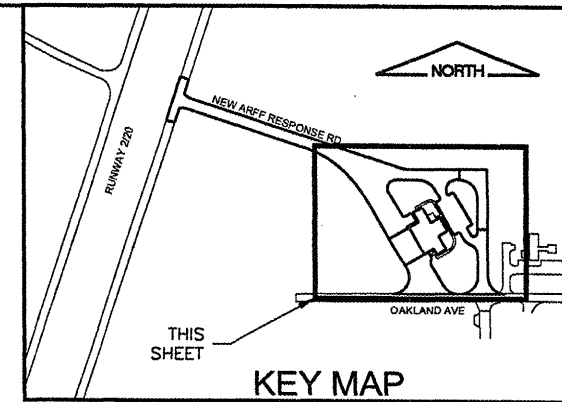 NORTH
NEW ARFF RESPONSE RD
RUNWAY 2/20
THIS
SHEET
OAKLAND AVE
KEY MAP